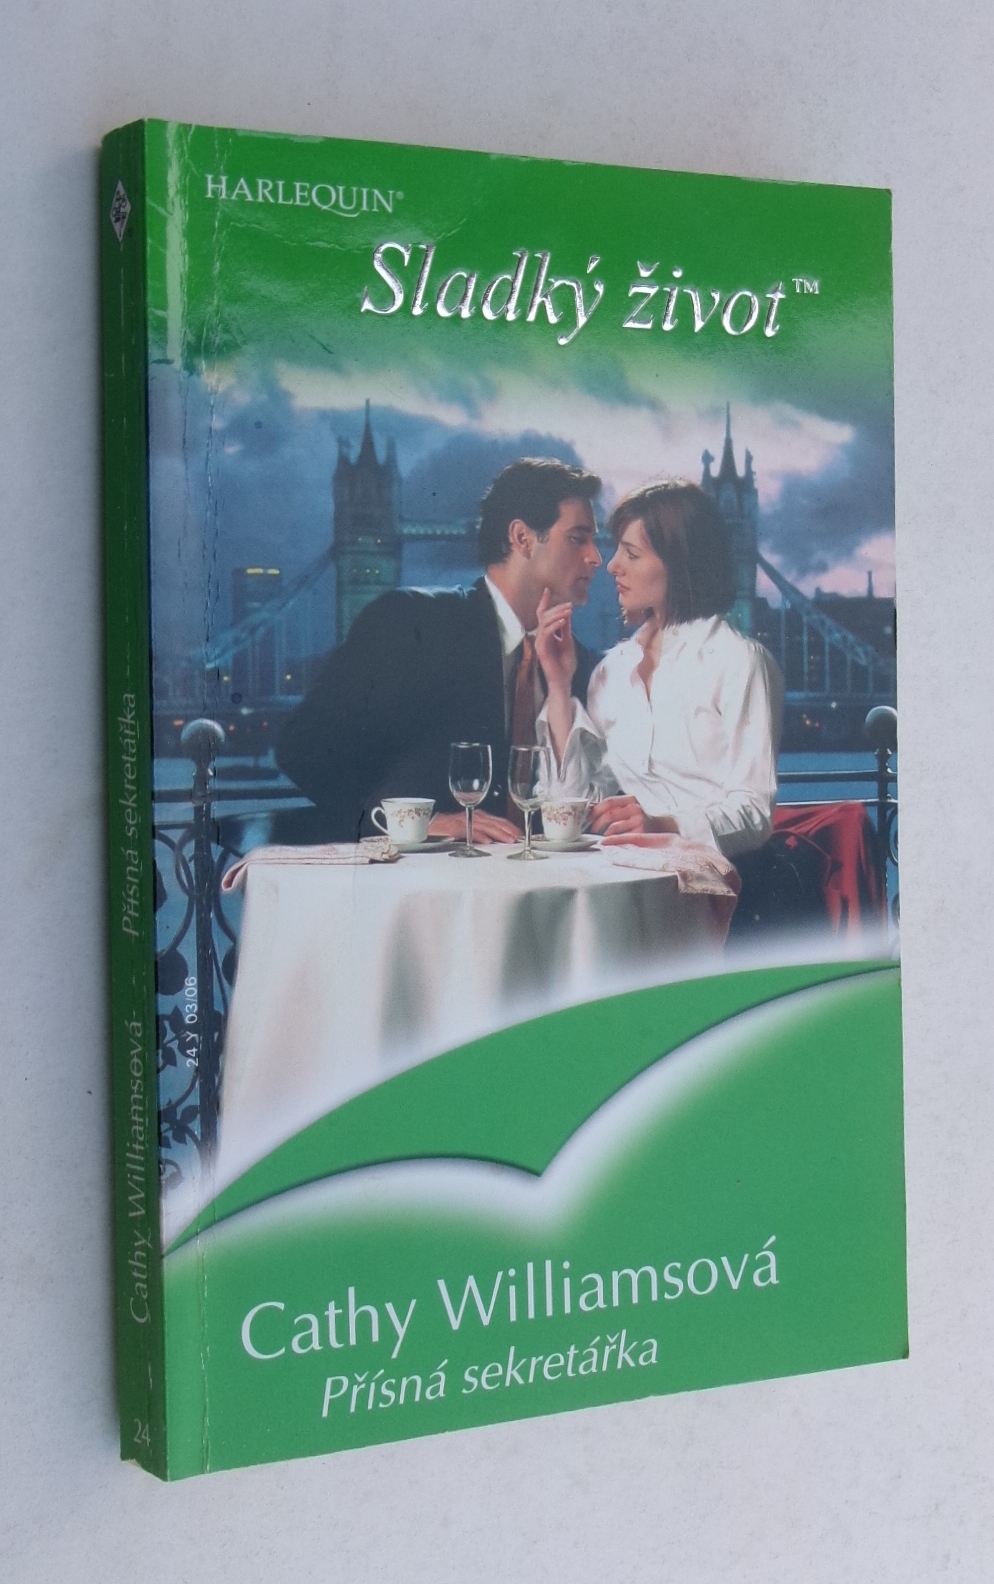 HARLEQUIN®
Sladký život™
24 Y 03/06
Cathy Williamsová
Přísná sekretářka
Cathy Williamsová
Přísná sekretářka
24